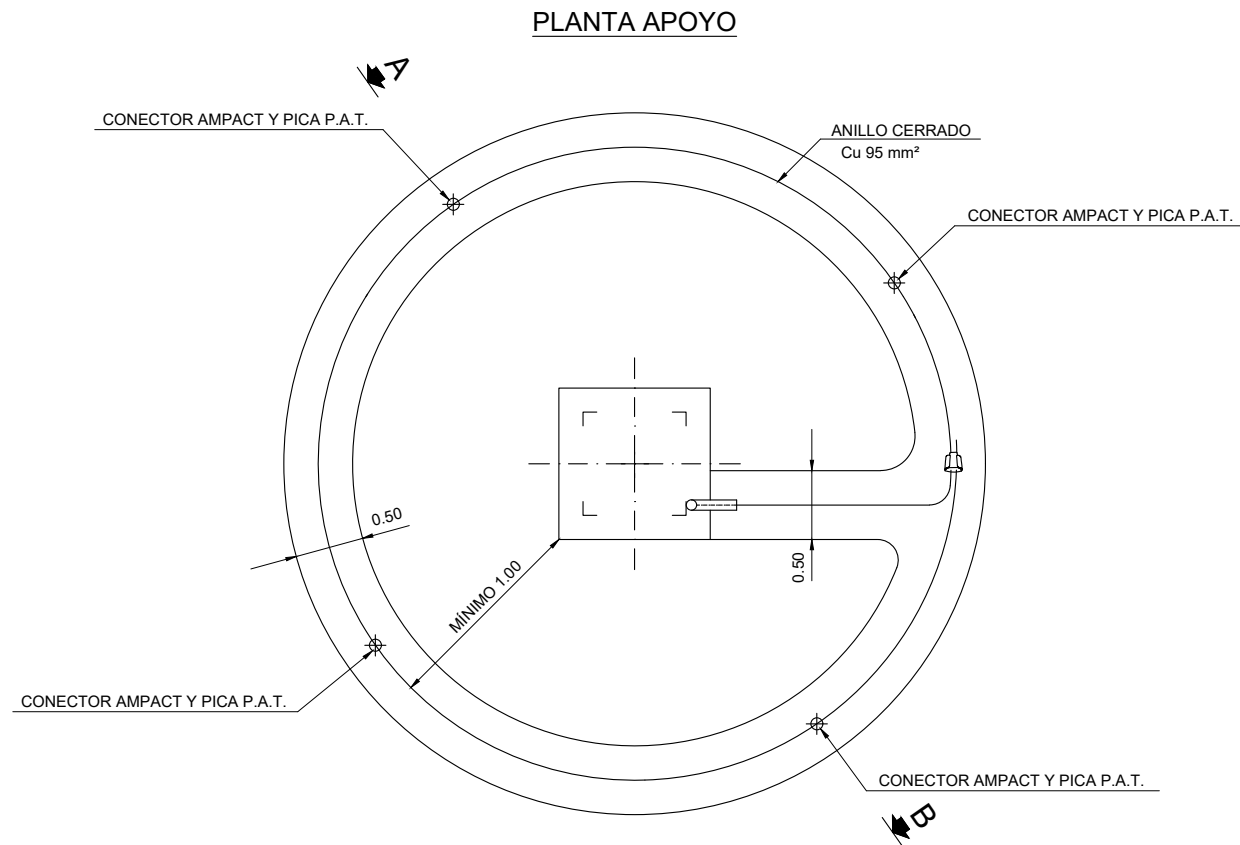 PLANTA APOYO
A
CONECTOR AMPACT Y PICA P.A.T.
ANILLO CERRADO
Cu 95 mm²
CONECTOR AMPACT Y PICA P.A.T.
0.50
0.50
MÍNIMO 1.00
CONECTOR AMPACT Y PICA P.A.T.
CONECTOR AMPACT Y PICA P.A.T.
B